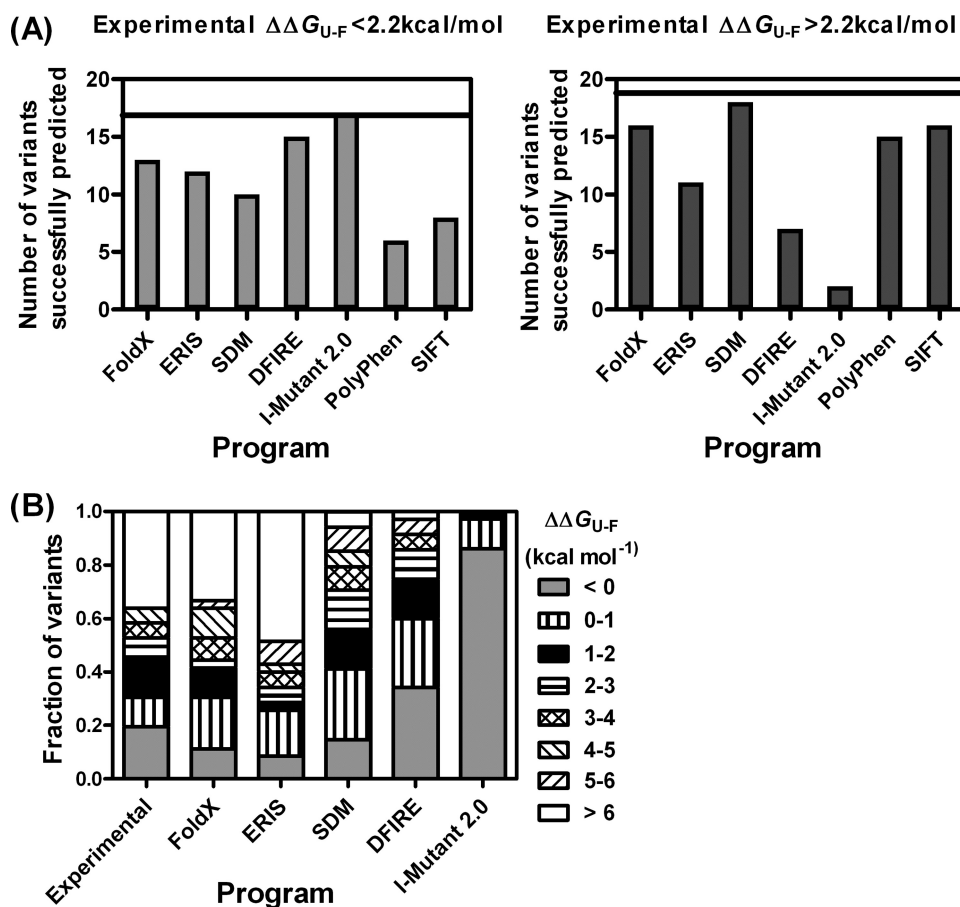 (A)
Experimental ΔΔG_U-F <2.2kcal/mol
Experimental ΔΔG_U-F >2.2kcal/mol
Number of variants
successfully predicted
20
15
10
5
0
FoldX
ERIS
SDM
DFIRE
I-Mutant 2.0
PolyPhen
SIFT
Program
Number of variants
successfully predicted
20
15
10
5
0
FoldX
ERIS
SDM
DFIRE
I-Mutant 2.0
PolyPhen
SIFT
Program
(B)
Fraction of variants
1.0
0.8
0.6
0.4
0.2
0.0
Experimental
FoldX
ERIS
SDM
DFIRE
I-Mutant 2.0
Program
ΔΔG_U-F
(kcal mol⁻¹)
< 0
0-1
1-2
2-3
3-4
4-5
5-6
> 6